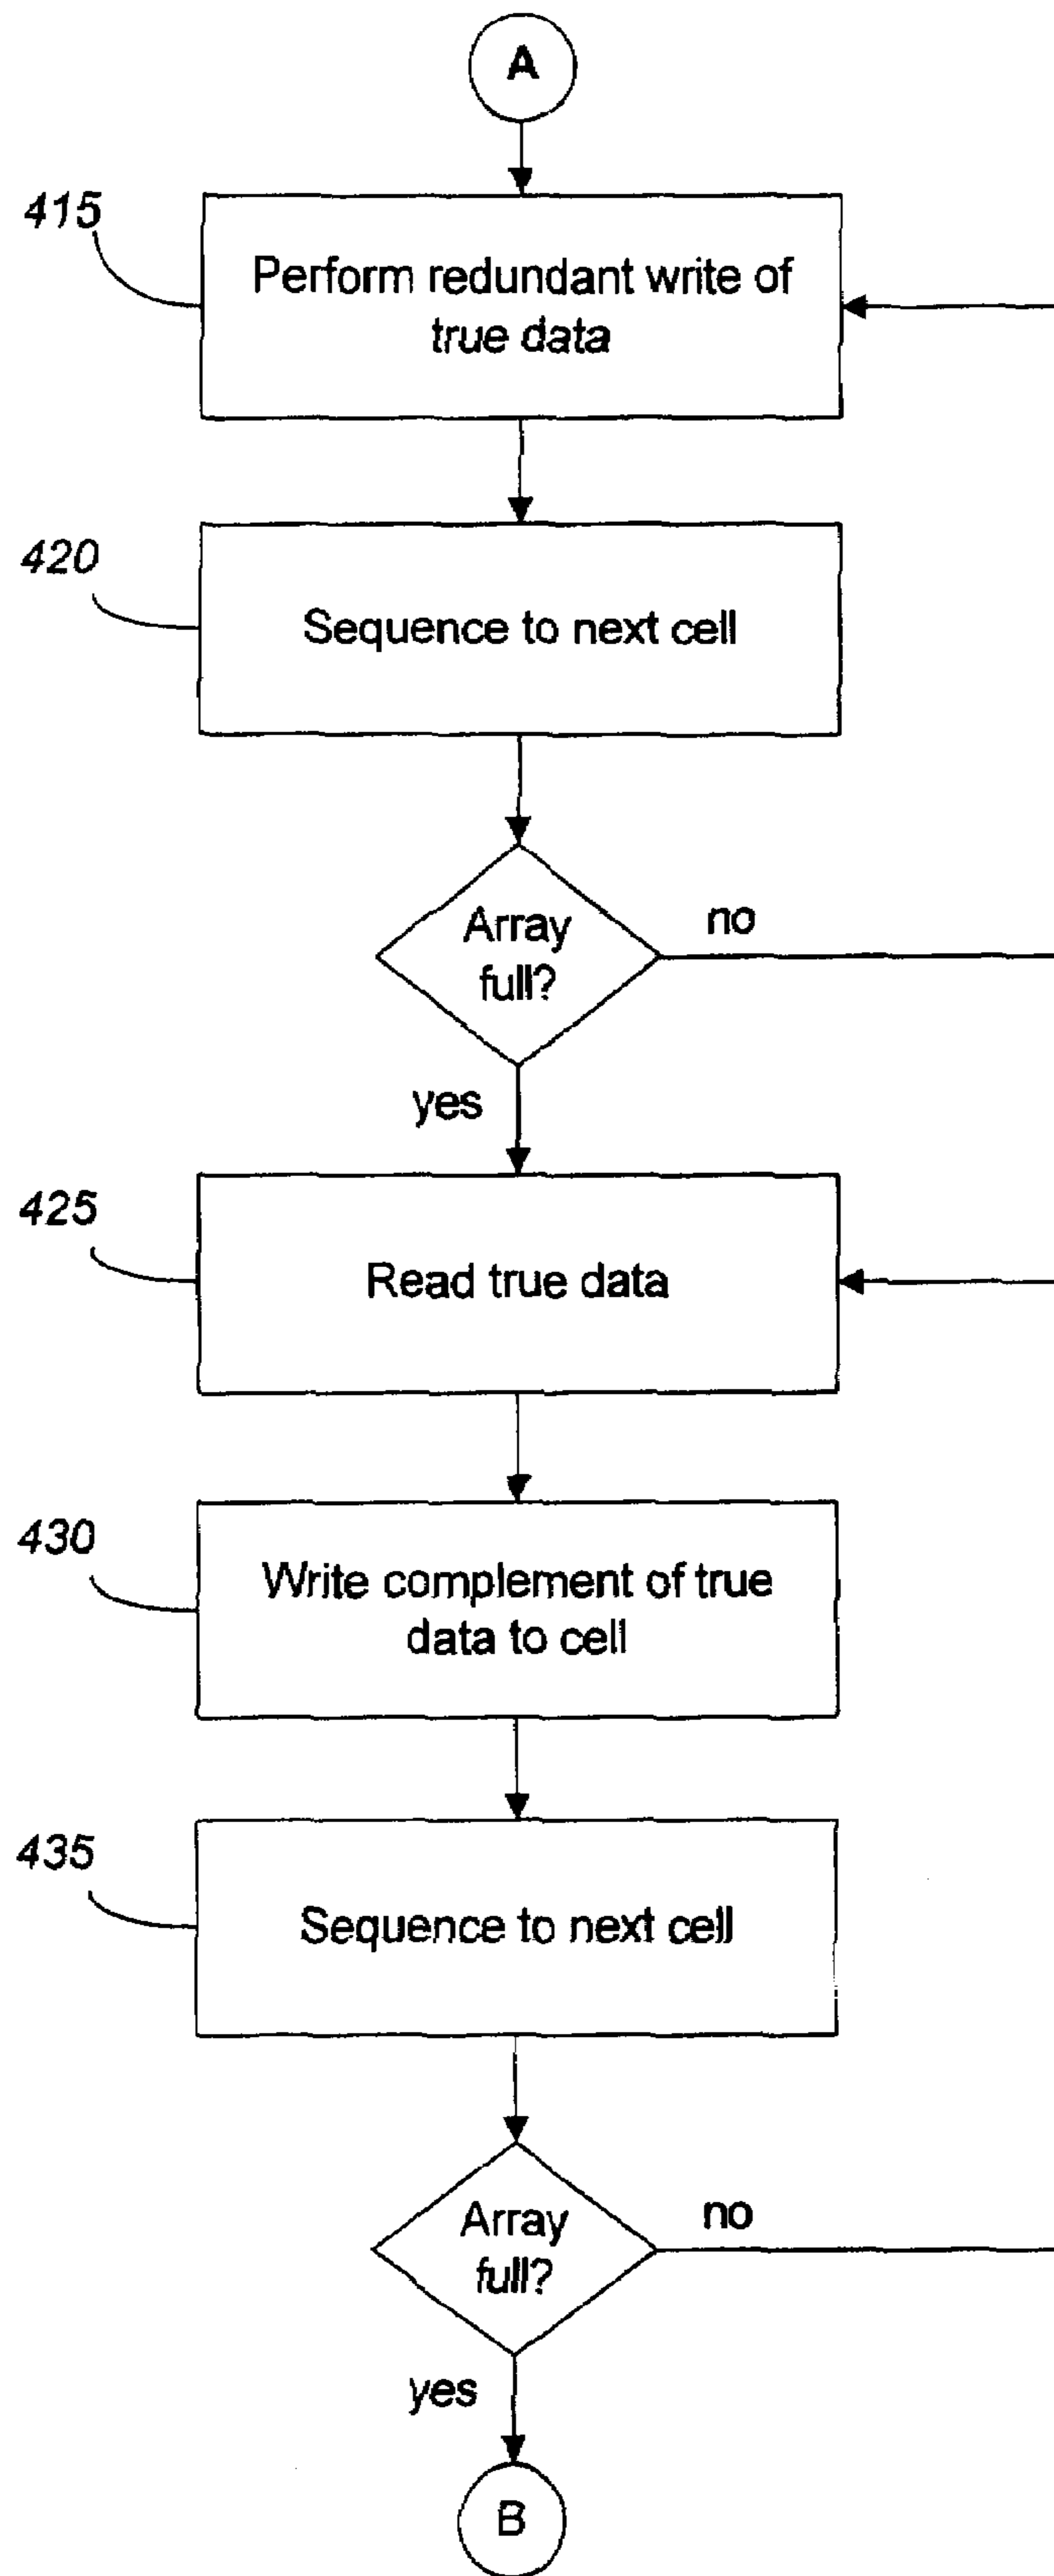 A
415
Perform redundant write of
true data
420
Sequence to next cell
Array
full?
no
yes
425
Read true data
430
Write complement of true
data to cell
435
Sequence to next cell
Array
full?
no
yes
B